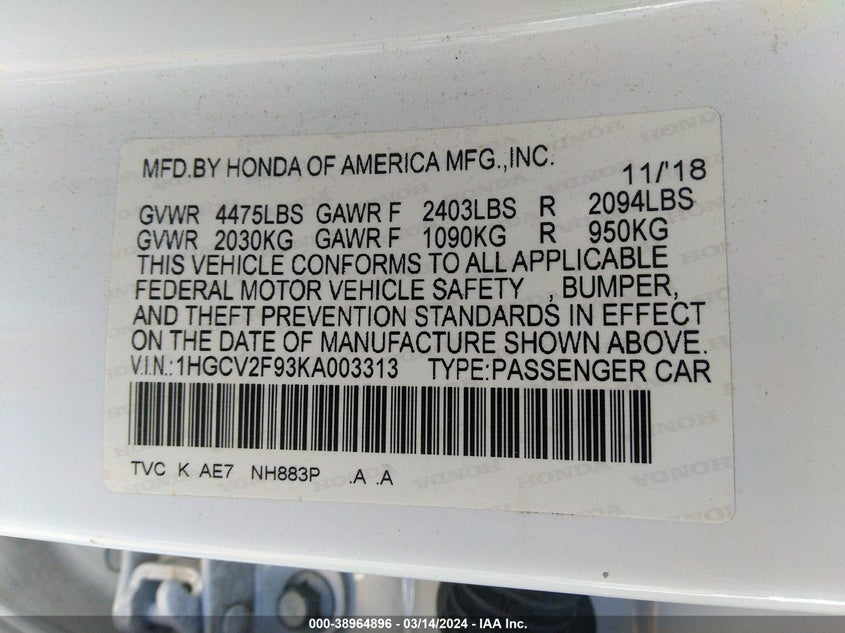 MFD.BY HONDA OF AMERICA MFG.,INC. 11/'18
GVWR 4475LBS GAWR F 2403LBS R 2094LBS
GVWR 2030KG GAWR F 1090KG R 950KG
THIS VEHICLE CONFORMS TO ALL APPLICABLE
FEDERAL MOTOR VEHICLE SAFETY , BUMPER,
AND THEFT PREVENTION STANDARDS IN EFFECT
ON THE DATE OF MANUFACTURE SHOWN ABOVE.
V.I.N.:1HGCV2F93KA003313 TYPE:PASSENGER CAR
TVC K AE7 NH883P .A .A
000-38964896 - 03/14/2024 - IAA Inc.